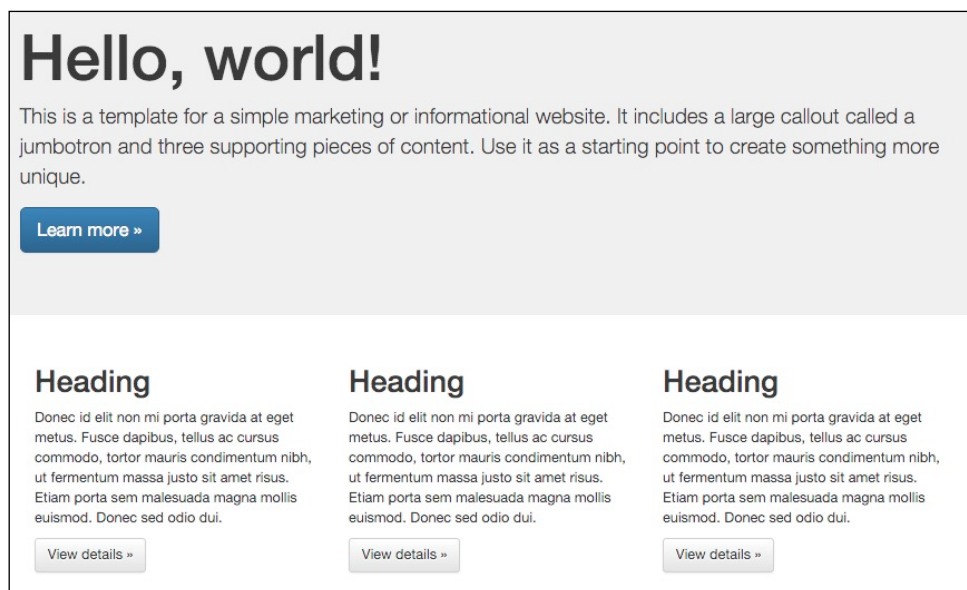 Hello, world!
This is a template for a simple marketing or informational website. It includes a large callout called a
jumbotron and three supporting pieces of content. Use it as a starting point to create something more
unique.
Learn more »
Heading
Donec id elit non mi porta gravida at eget
metus. Fusce dapibus, tellus ac cursus
commodo, tortor mauris condimentum nibh,
ut fermentum massa justo sit amet risus.
Etiam porta sem malesuada magna mollis
euismod. Donec sed odio dui.
View details »
Heading
Donec id elit non mi porta gravida at eget
metus. Fusce dapibus, tellus ac cursus
commodo, tortor mauris condimentum nibh,
ut fermentum massa justo sit amet risus.
Etiam porta sem malesuada magna mollis
euismod. Donec sed odio dui.
View details »
Heading
Donec id elit non mi porta gravida at eget
metus. Fusce dapibus, tellus ac cursus
commodo, tortor mauris condimentum nibh,
ut fermentum massa justo sit amet risus.
Etiam porta sem malesuada magna mollis
euismod. Donec sed odio dui.
View details »